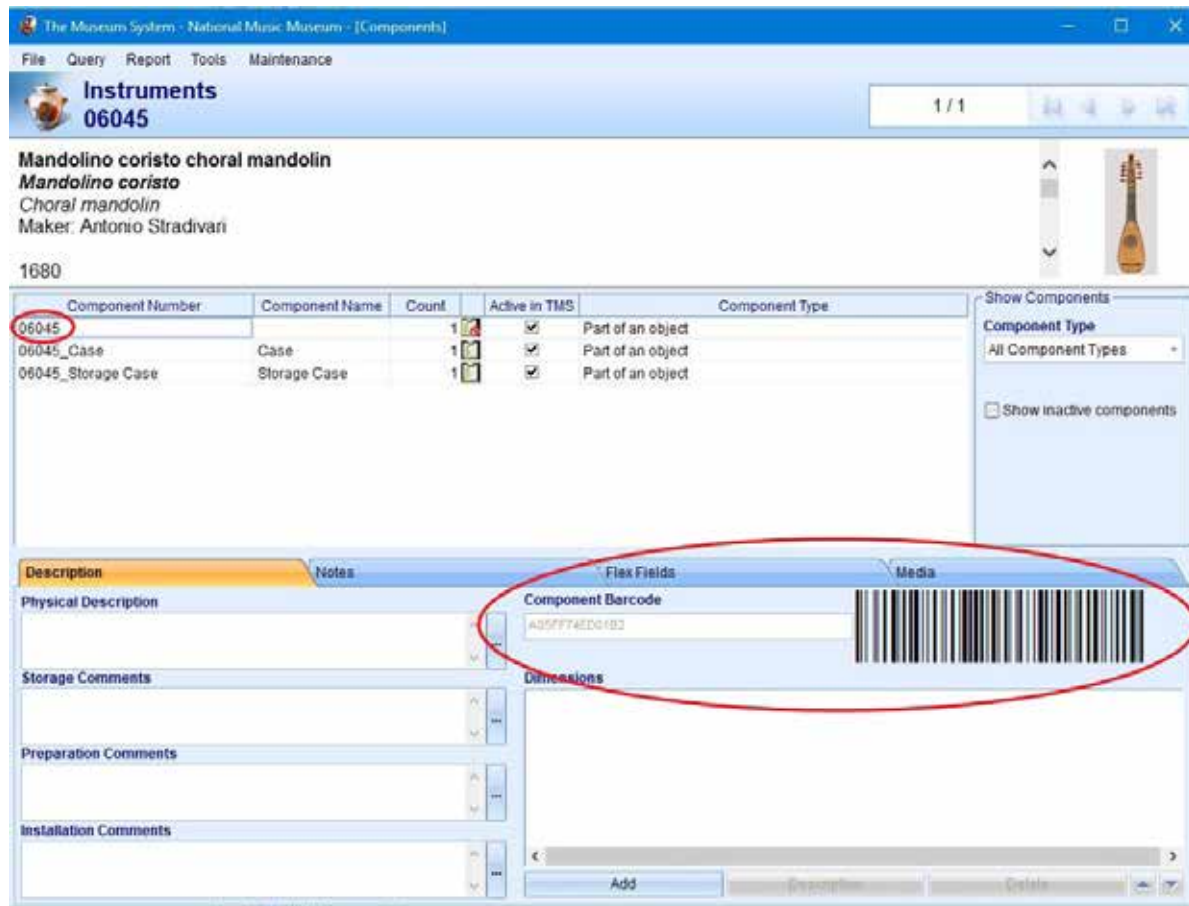 The Museum System - National Music Museum - [Components]
File Query Report Tools Maintenance
Instruments
06045
1 / 1
Mandolino coristo choral mandolin
Mandolino coristo
Choral mandolin
Maker: Antonio Stradivari
1680
Component Number Component Name Count Active in TMS Component Type
06045 1 Part of an object
06045_Case Case 1 Part of an object
06045_Storage Case Storage Case 1 Part of an object
Show Components
Component Type
All Component Types
Show inactive components
Description Notes Flex Fields Media
Physical Description
Component Barcode
Storage Comments
Dimensions
Preparation Comments
Installation Comments
Add Description Delete